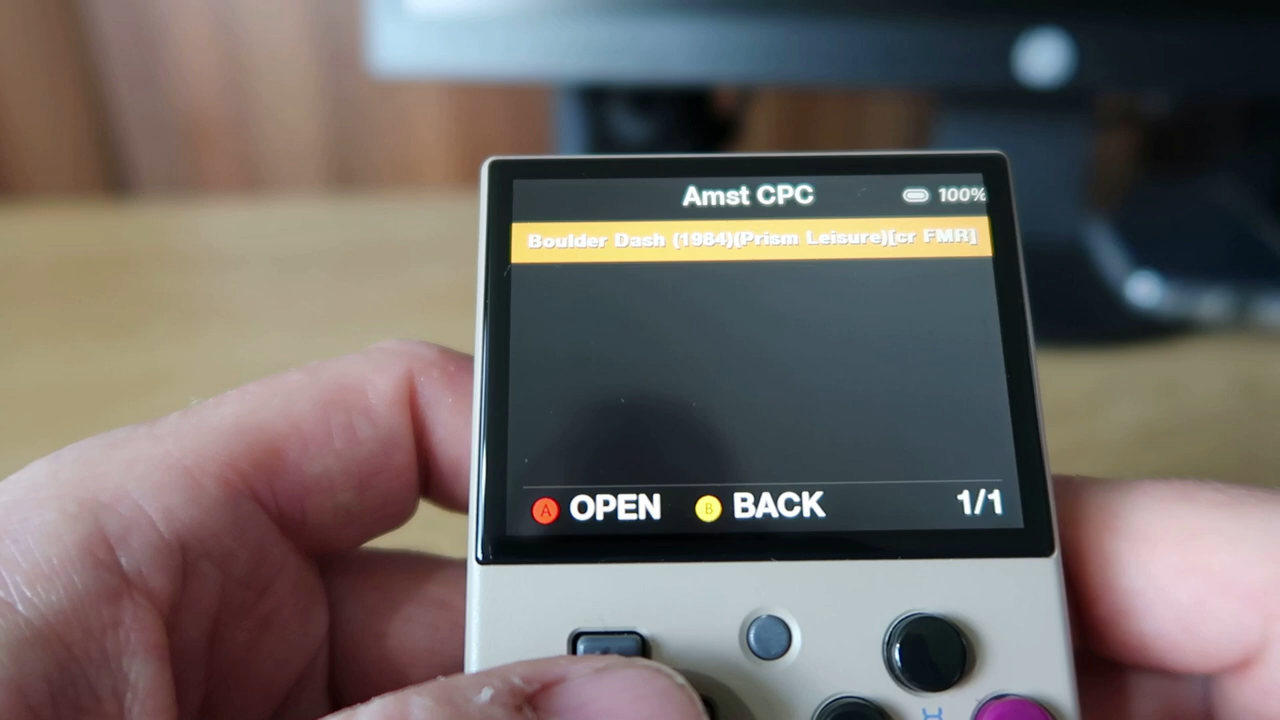 Amst CPC
100%
Boulder Dash (1984)(Prism Leisure)[cr FMR]
A OPEN B BACK 1/1